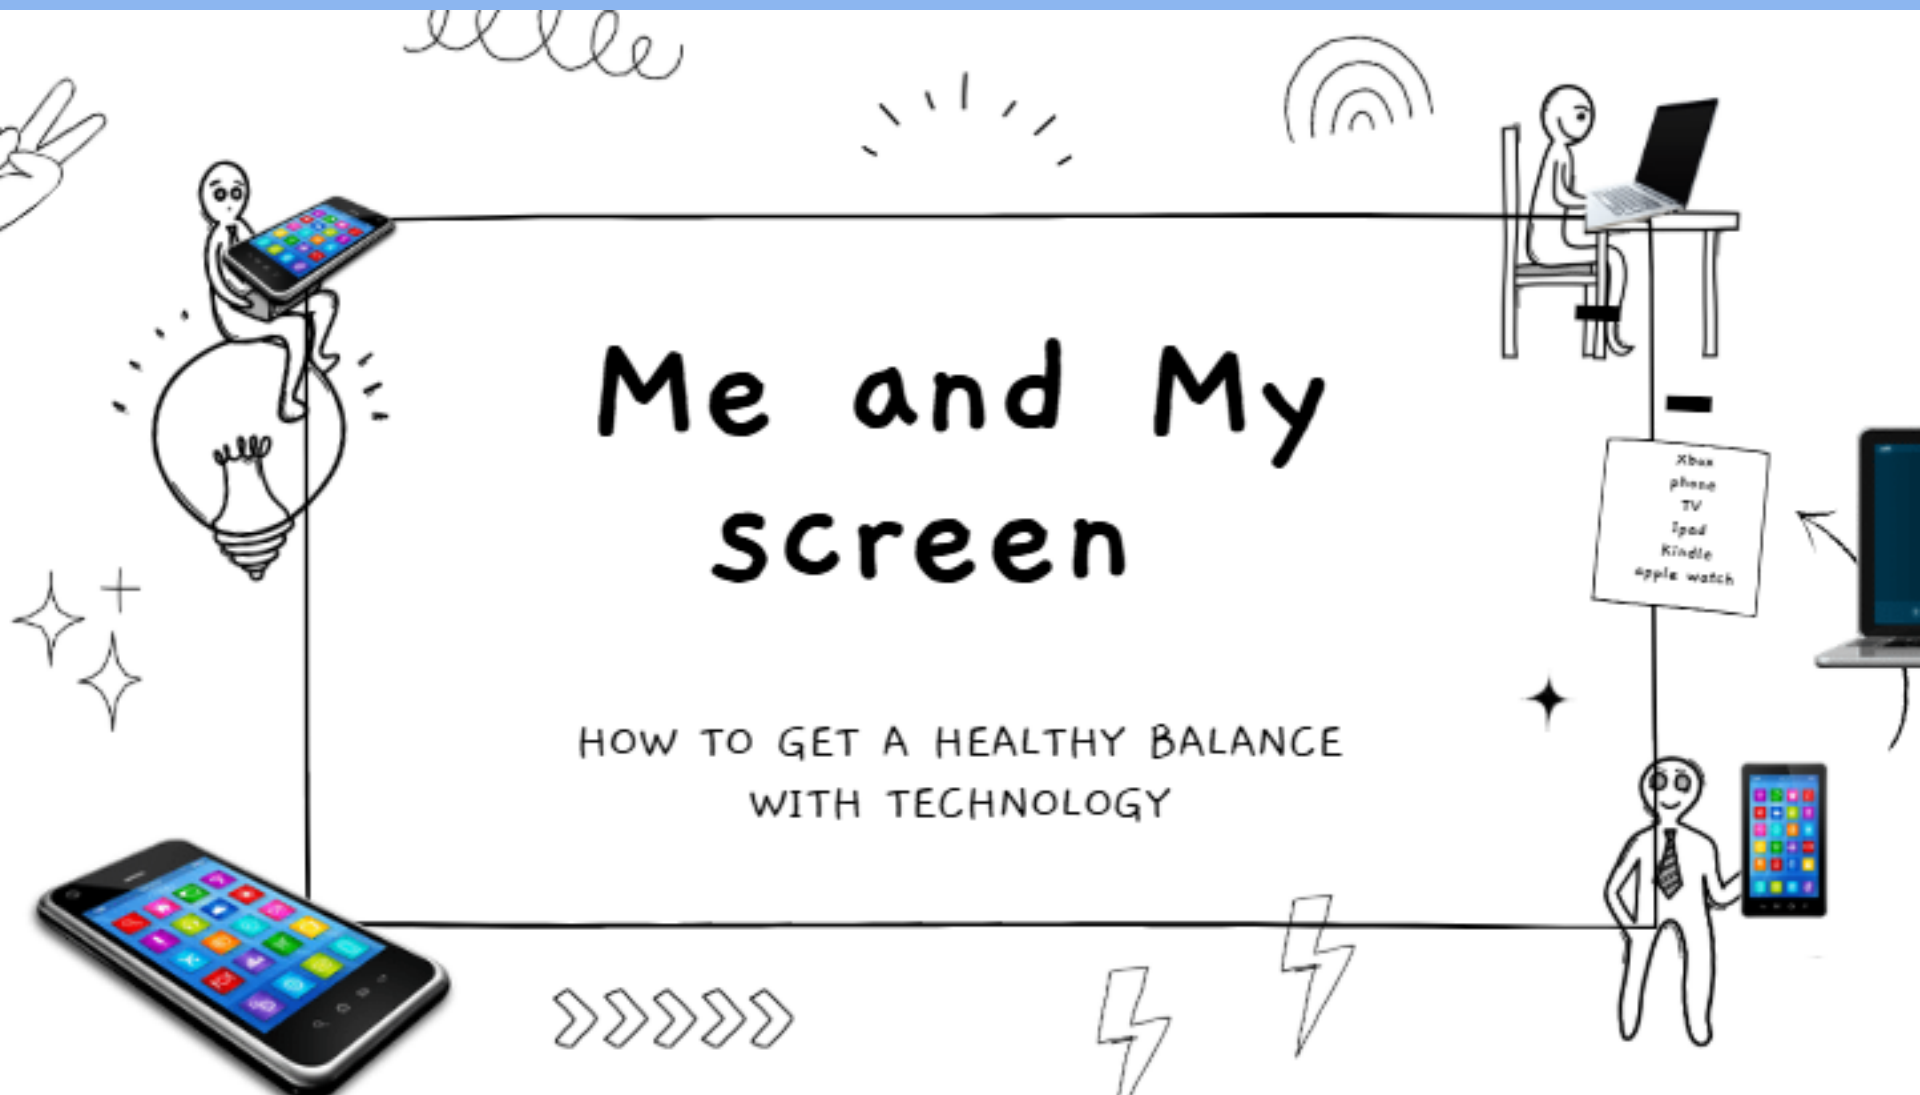 Me and My
screen
HOW TO GET A HEALTHY BALANCE
WITH TECHNOLOGY
Xbox
phone
TV
Ipad
Kindle
apple watch